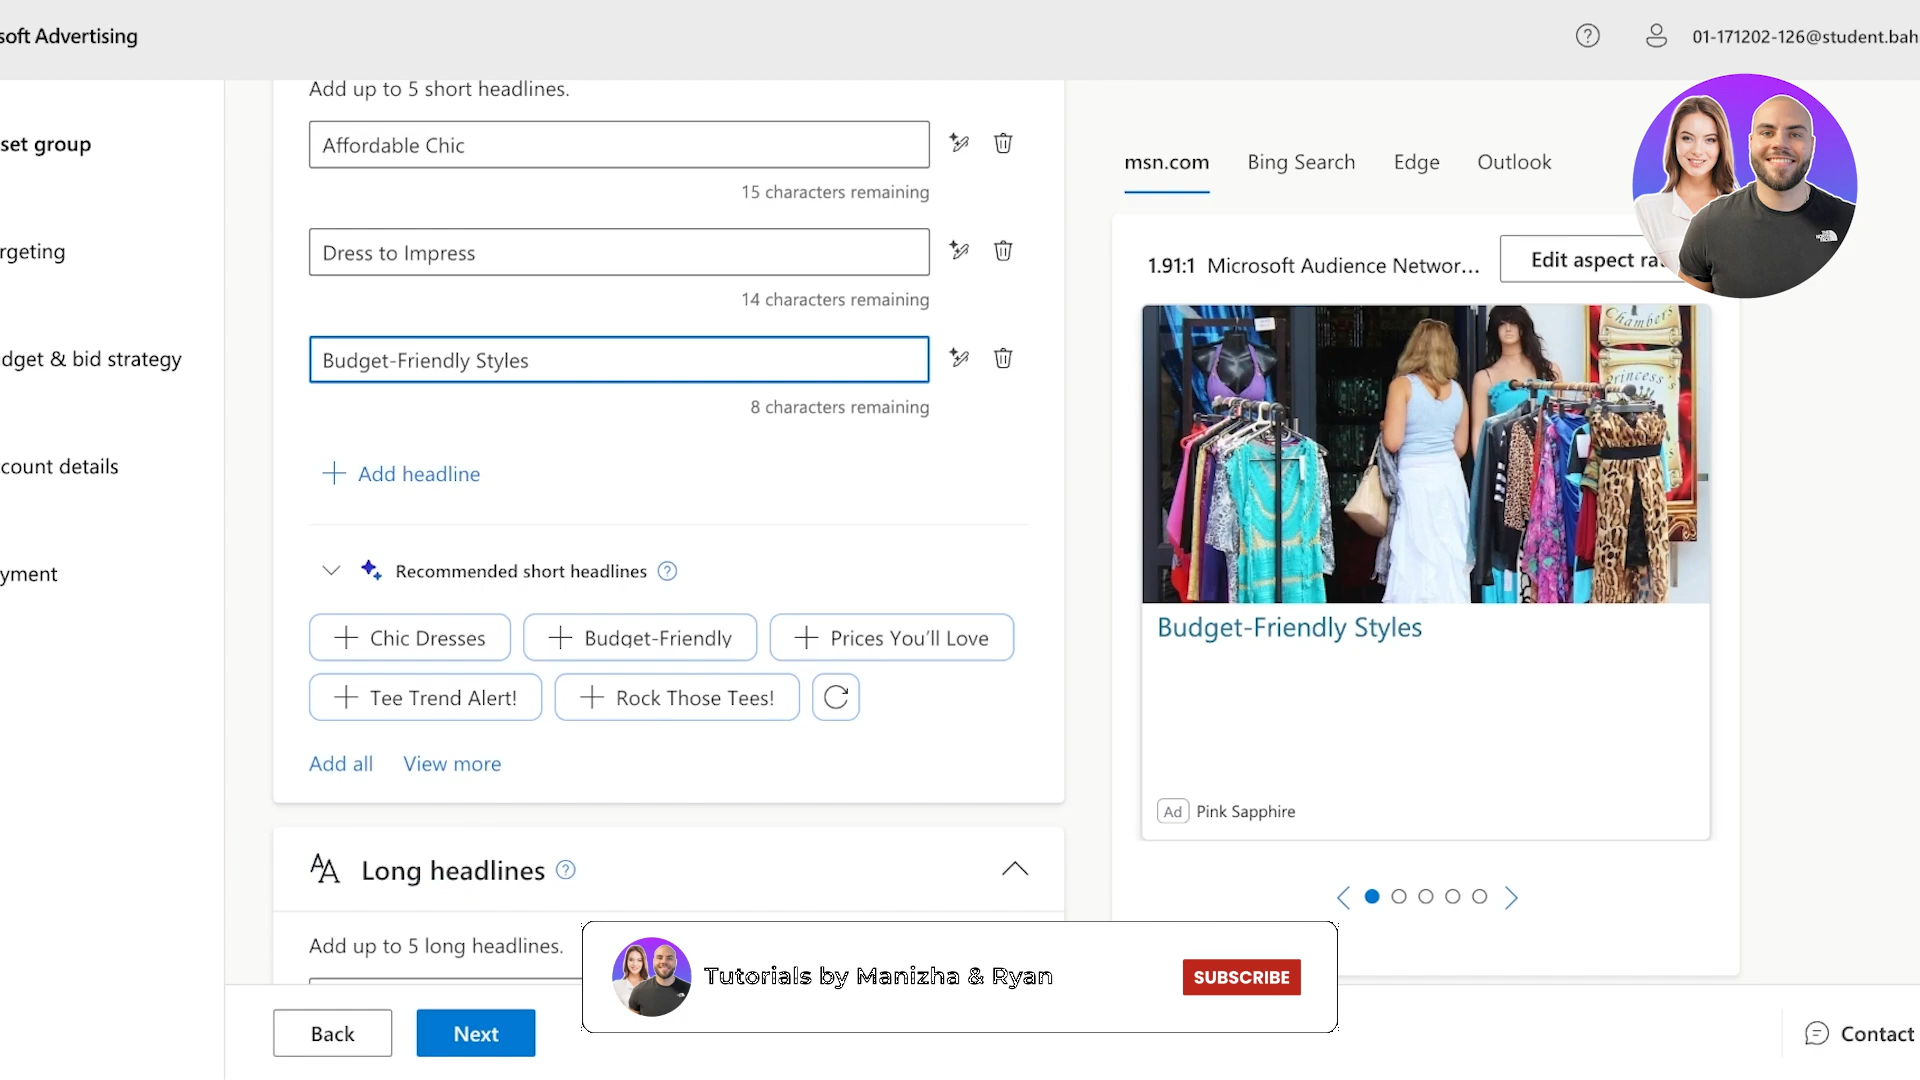 soft Advertising
01-171202-126@student.bah
set group
rgeting
dget & bid strategy
count details
yment
Add up to 5 short headlines.
Affordable Chic
15 characters remaining
Dress to Impress
14 characters remaining
Budget-Friendly Styles
8 characters remaining
Add headline
Recommended short headlines
Chic Dresses
Budget-Friendly
Prices You'll Love
Tee Trend Alert!
Rock Those Tees!
Add all
View more
Long headlines
Add up to 5 long headlines.
Back
Next
msn.com
Bing Search
Edge
Outlook
1.91:1 Microsoft Audience Networ...
Edit aspect ra
Chambers
Princess's
Budget-Friendly Styles
Ad Pink Sapphire
Tutorials by Manizha & Ryan
SUBSCRIBE
Contact